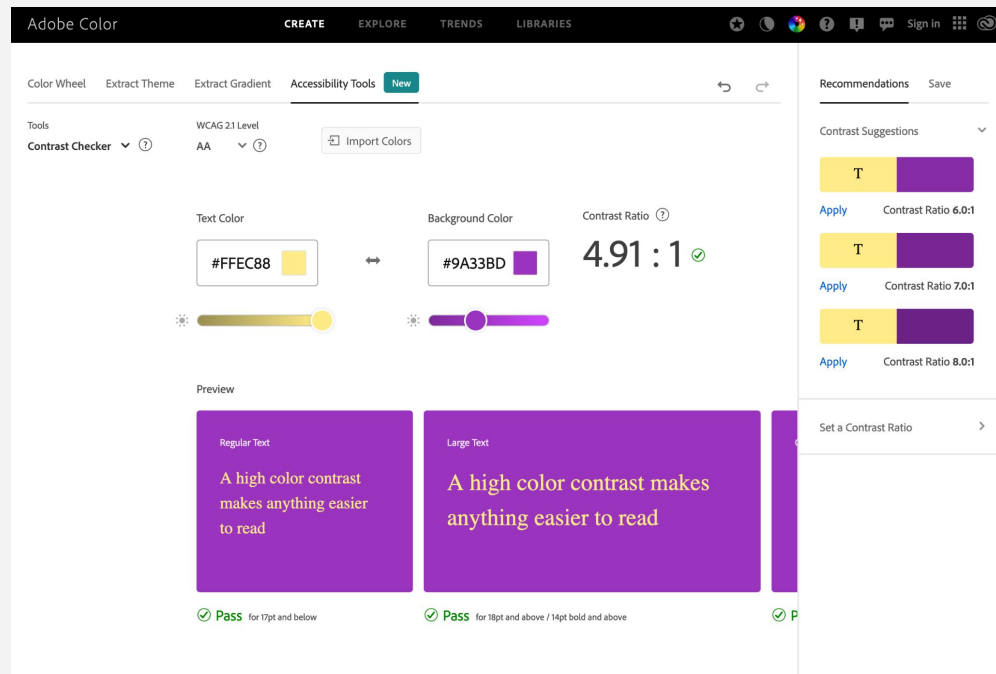 Adobe Color
CREATE EXPLORE TRENDS LIBRARIES
Sign in
Color Wheel Extract Theme Extract Gradient Accessibility Tools New
Tools
Contrast Checker
WCAG 2.1 Level
AA
Import Colors
Text Color
#FFEC88
Background Color
#9A33BD
Contrast Ratio
4.91 : 1
Preview
Regular Text
A high color contrast
makes anything easier
to read
Pass for 17pt and below
Large Text
A high color contrast makes
anything easier to read
Pass for 18pt and above / 14pt bold and above
Recommendations Save
Contrast Suggestions
T
Apply Contrast Ratio 6.0:1
T
Apply Contrast Ratio 7.0:1
T
Apply Contrast Ratio 8.0:1
Set a Contrast Ratio